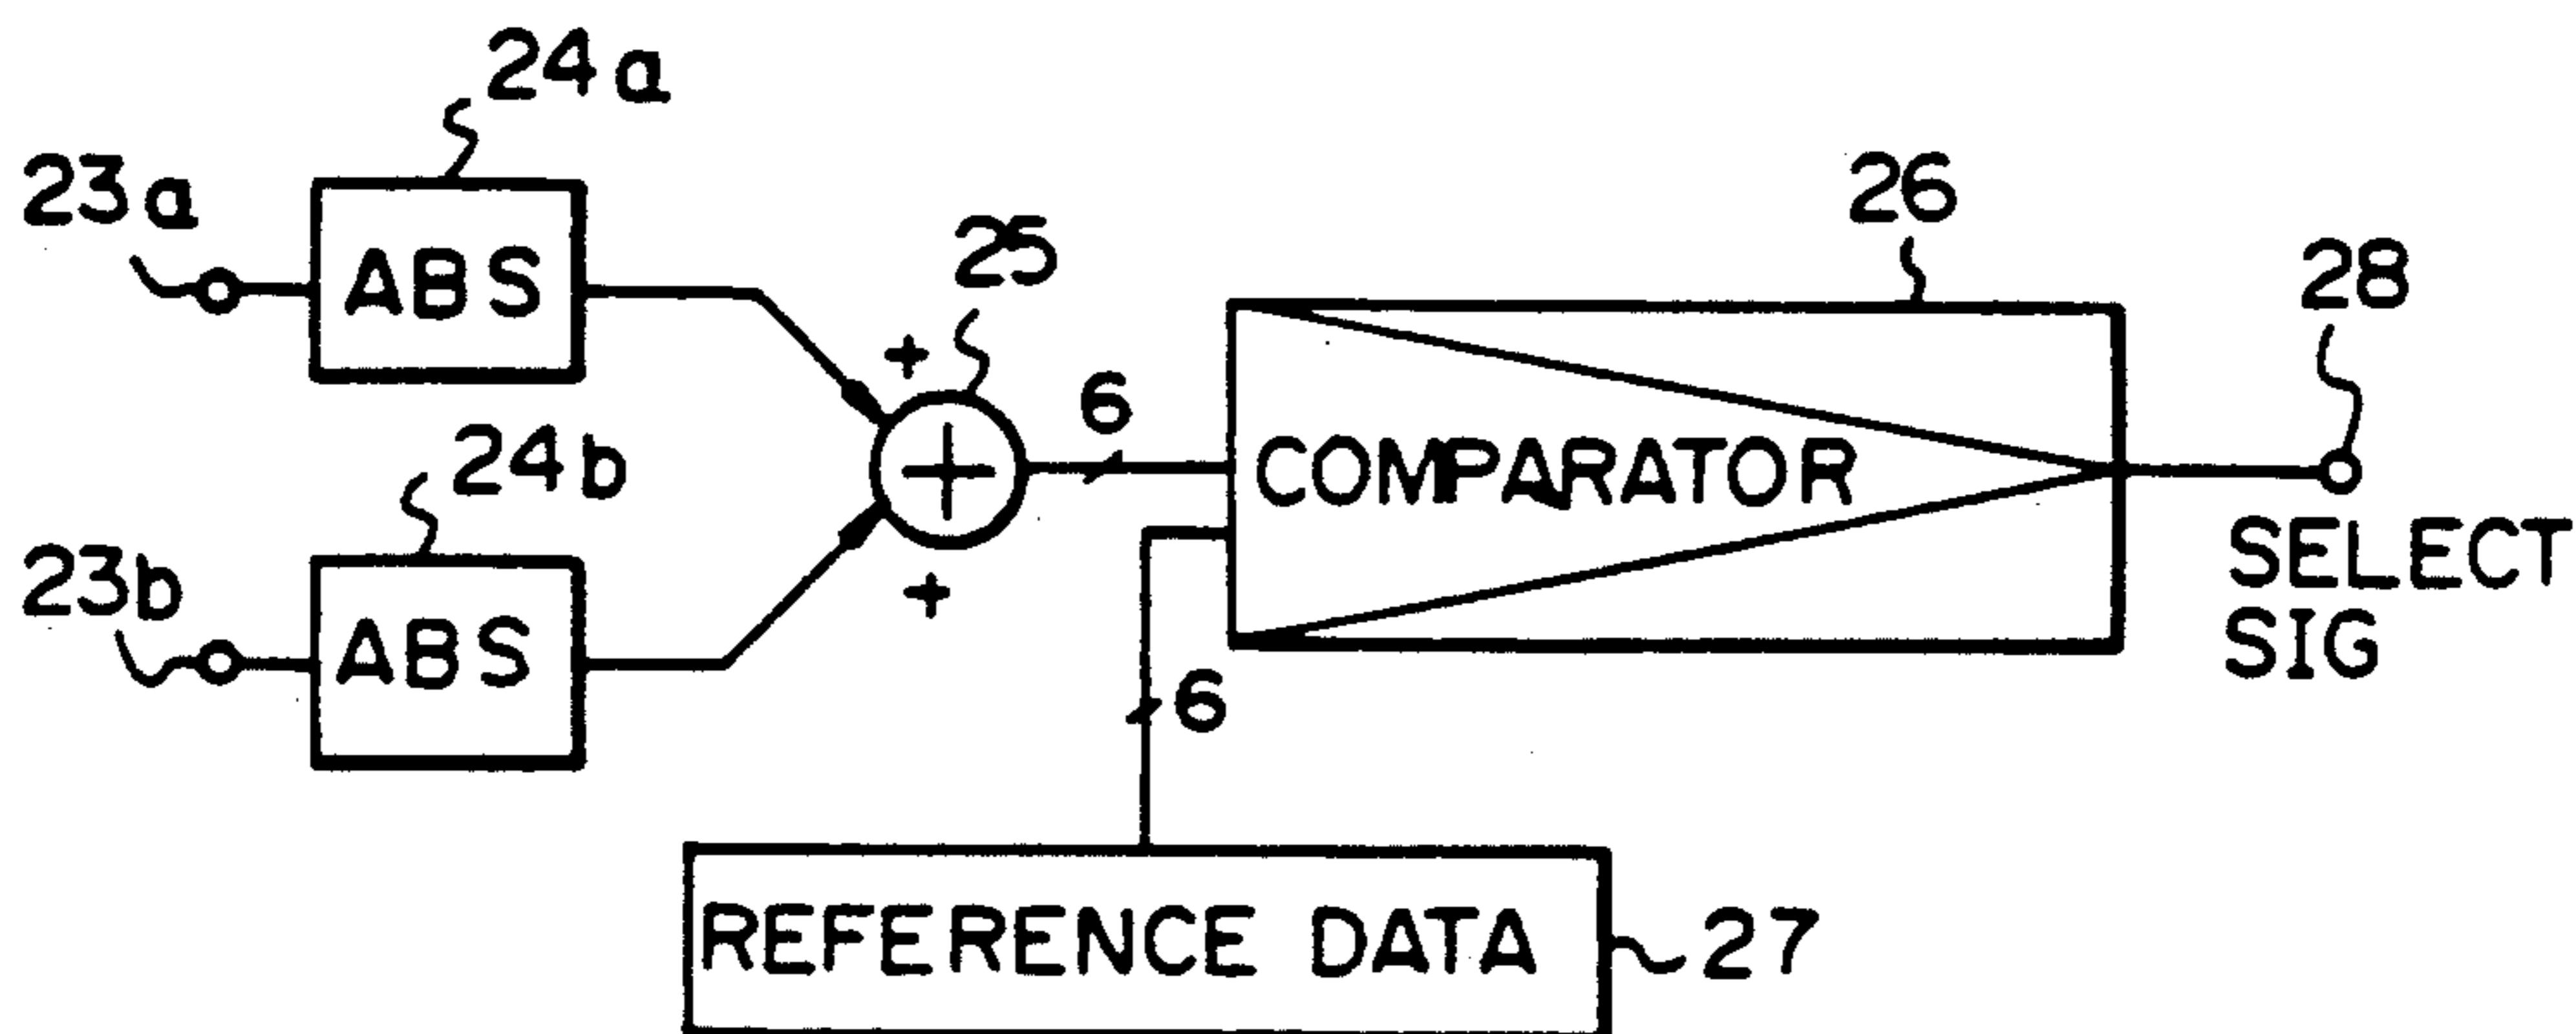 24a
23a
ABS
25
26
28
+
6
COMPARATOR
24b
23b
ABS
+
+
SELECT
SIG
6
REFERENCE DATA
27